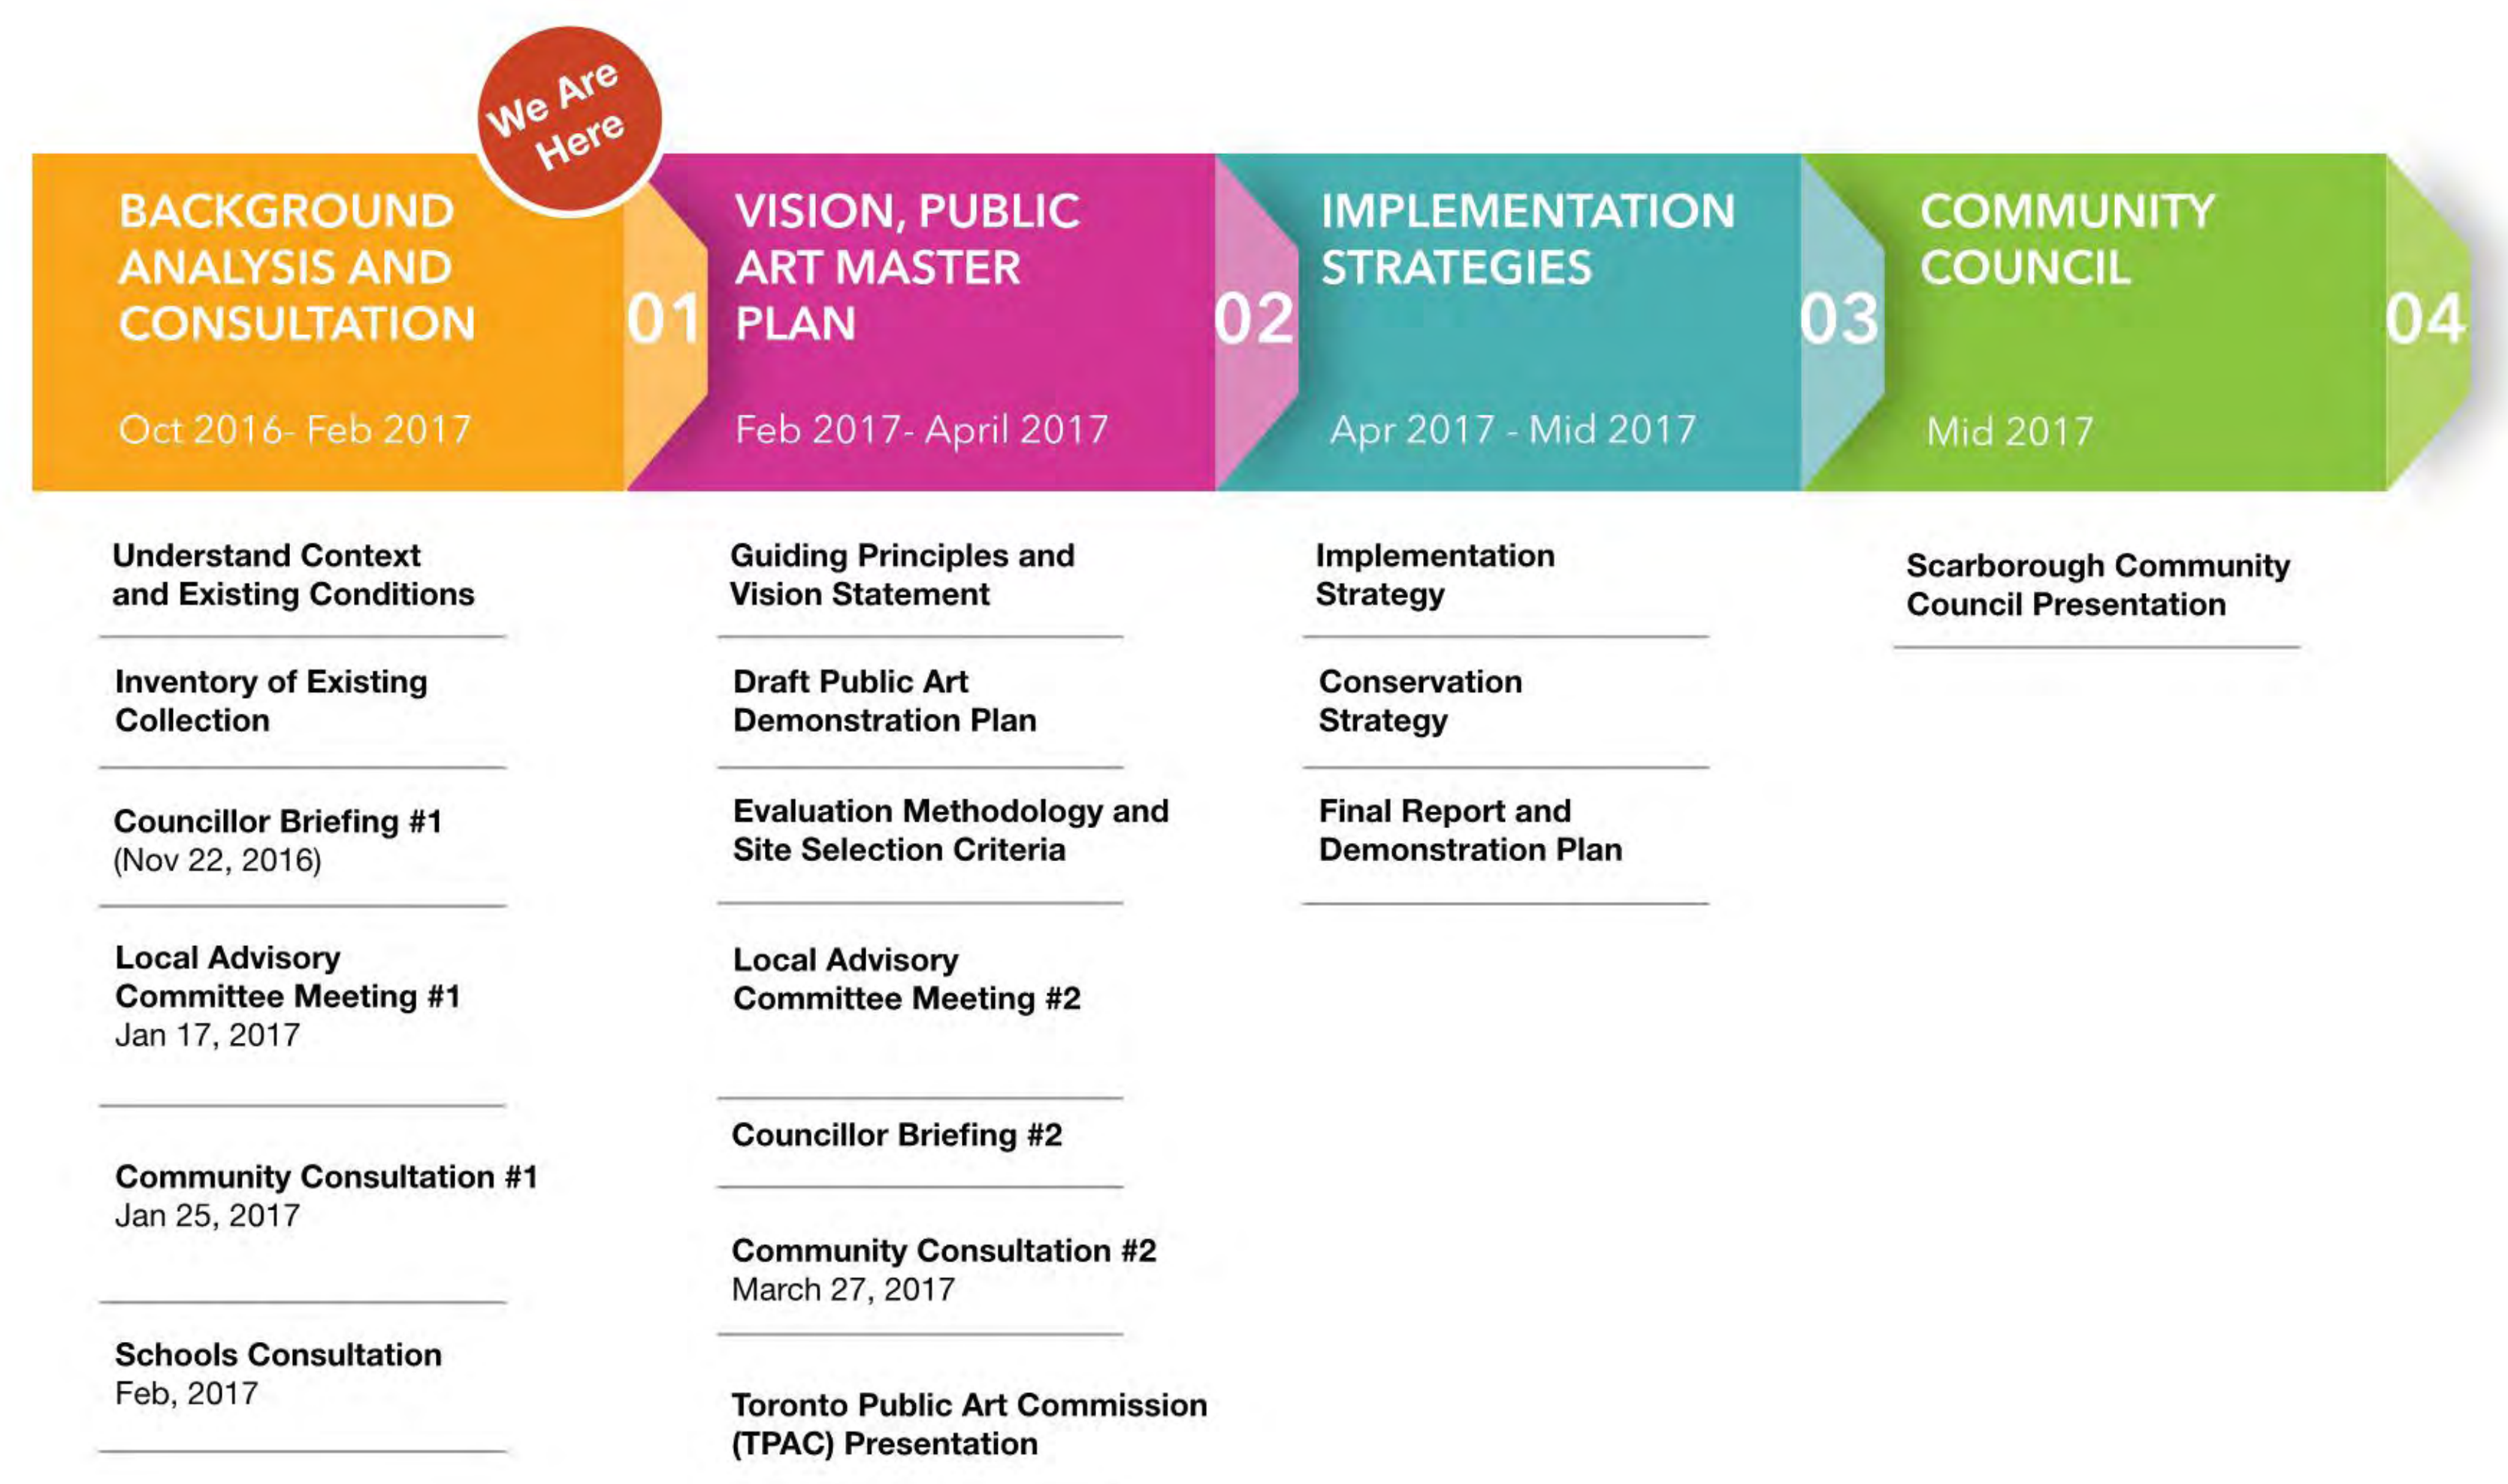 We Are
Here
BACKGROUND
ANALYSIS AND
CONSULTATION
Oct 2016- Feb 2017
01
VISION, PUBLIC
ART MASTER
PLAN
Feb 2017- April 2017
02
IMPLEMENTATION
STRATEGIES
Apr 2017 - Mid 2017
03
COMMUNITY
COUNCIL
Mid 2017
04
Understand Context
and Existing Conditions
Inventory of Existing
Collection
Councillor Briefing #1
(Nov 22, 2016)
Local Advisory
Committee Meeting #1
Jan 17, 2017
Community Consultation #1
Jan 25, 2017
Schools Consultation
Feb, 2017
Guiding Principles and
Vision Statement
Draft Public Art
Demonstration Plan
Evaluation Methodology and
Site Selection Criteria
Local Advisory
Committee Meeting #2
Councillor Briefing #2
Community Consultation #2
March 27, 2017
Toronto Public Art Commission
(TPAC) Presentation
Implementation
Strategy
Conservation
Strategy
Final Report and
Demonstration Plan
Scarborough Community
Council Presentation